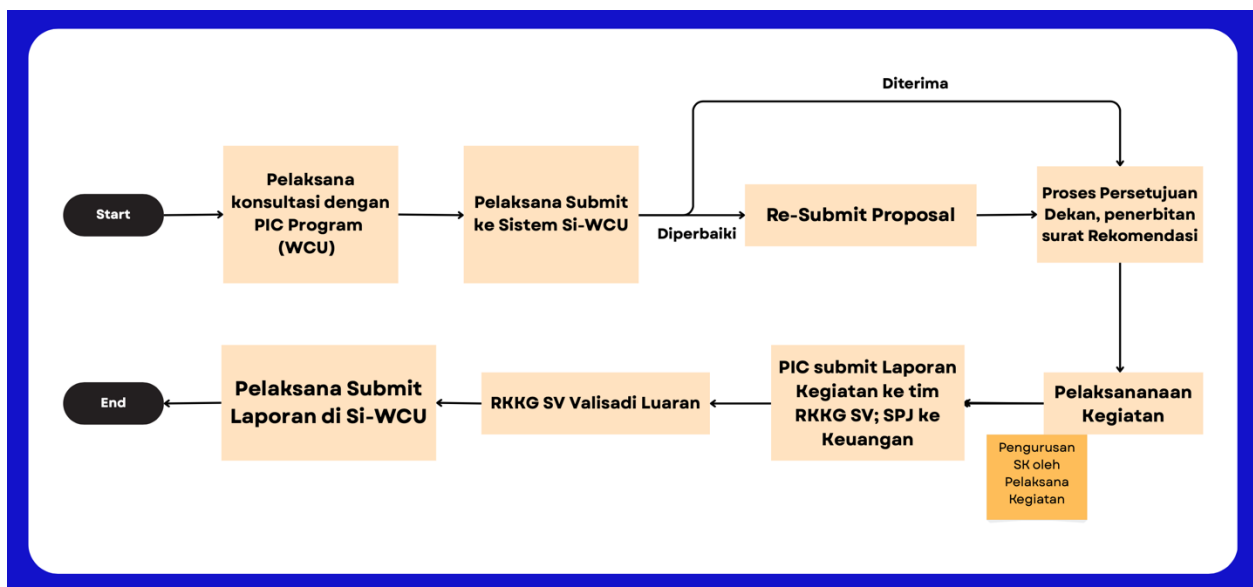 Diterima
Start
Pelaksana
konsultasi dengan
PIC Program
(WCU)
Pelaksana Submit
ke Sistem Si-WCU
Diperbaiki
Re-Submit Proposal
Proses Persetujuan
Dekan, penerbitan
surat Rekomendasi
Pelaksananaan
Kegiatan
Pengurusan
SK oleh
Pelaksana
Kegiatan
PIC submit Laporan
Kegiatan ke tim
RKKG SV; SPJ ke
Keuangan
RKKG SV Valisadi Luaran
Pelaksana Submit
Laporan di Si-WCU
End